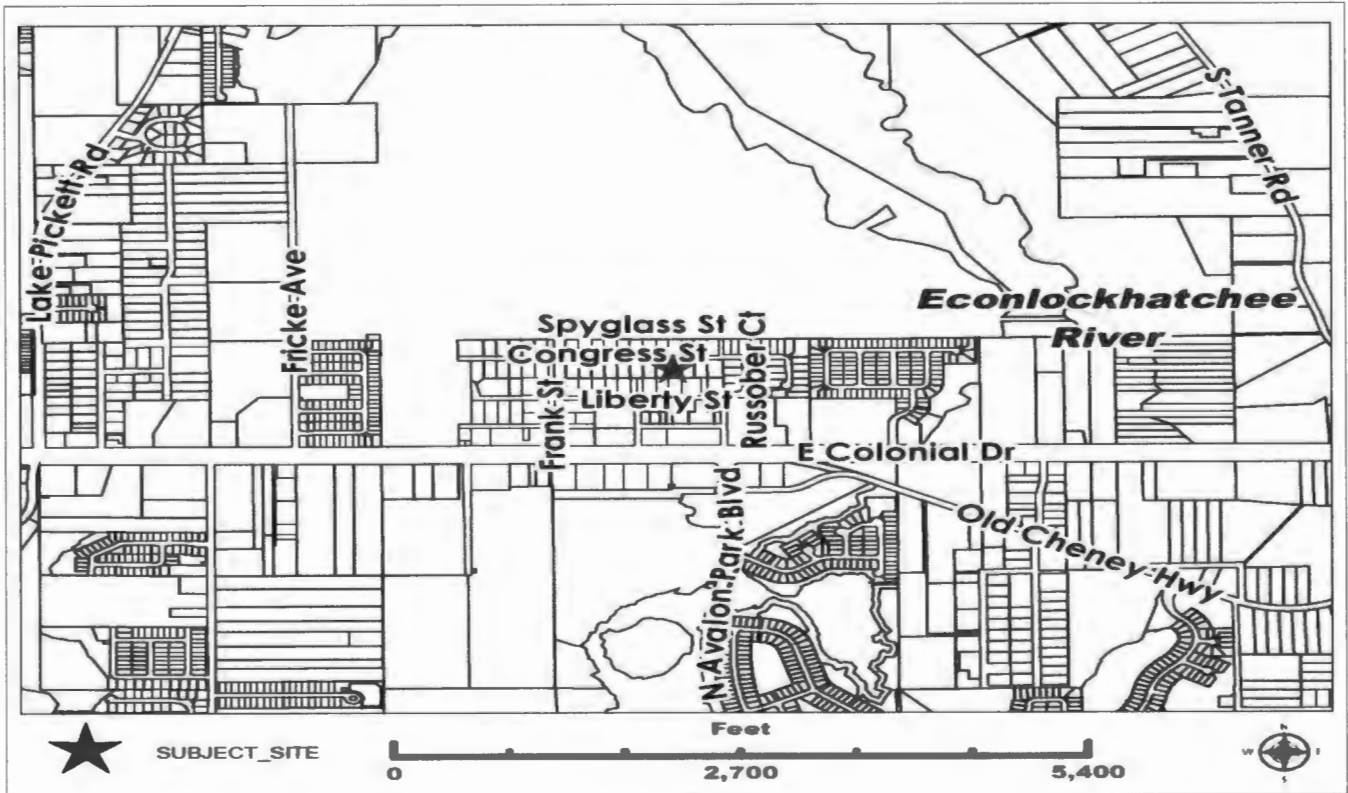 S Tanner Rd
Lake Pickett Rd
Fricke Ave
Econlockhatchee
River
Spyglass St
Congress St
Liberty St
Russober Ct
Frank St
E Colonial Dr
N Avalon Park Blvd
Old Cheney Hwy
SUBJECT_SITE
Feet
0 2,700 5,400
N
W
S